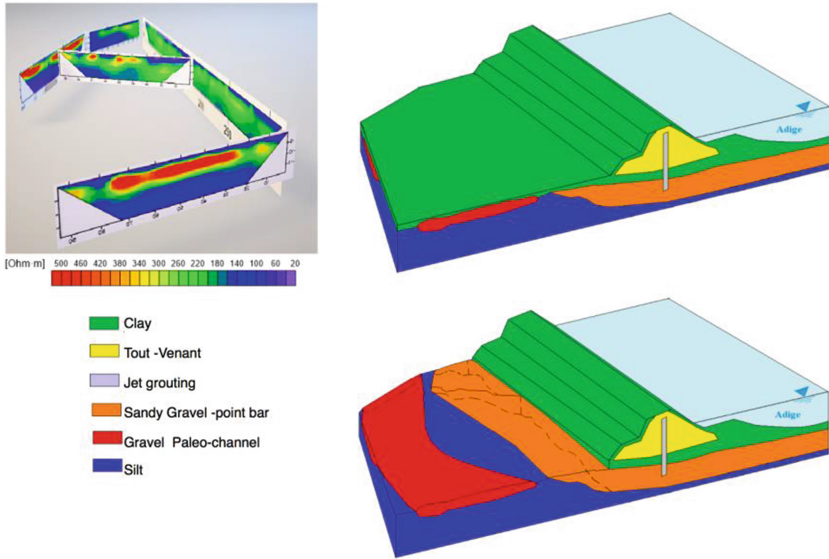 [Ohm·m] 500 460 420 380 340 300 260 220 180 140 100 60 20
Clay
Tout -Venant
Jet grouting
Sandy Gravel -point bar
Gravel Paleo-channel
Silt
Adige
Adige